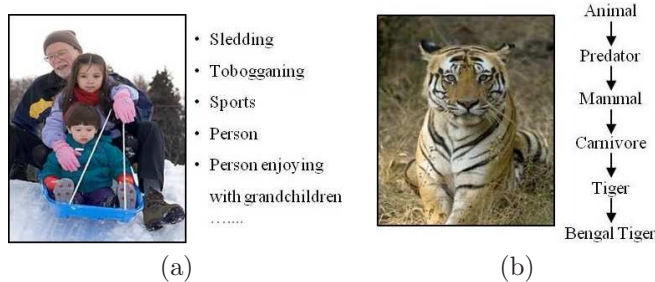 • Sledding
• Tobogganing
• Sports
• Person
• Person enjoying
with grandchildren
…....
(a)
Animal
Predator
Mammal
Carnivore
Tiger
Bengal Tiger
(b)